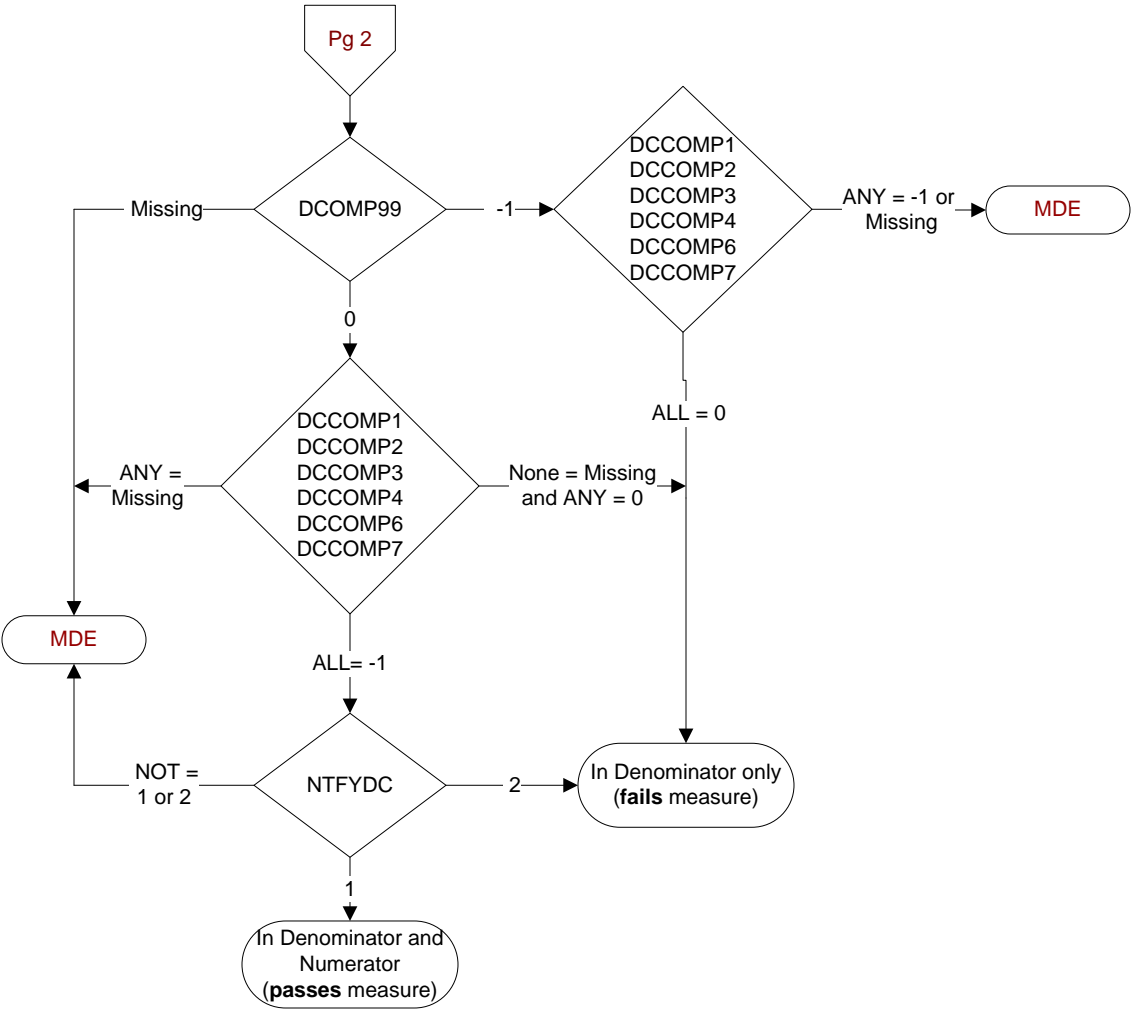 Pg 2
DCOMP99
Missing
-1
DCCOMP1
DCCOMP2
DCCOMP3
DCCOMP4
DCCOMP6
DCCOMP7
ANY = -1 or
Missing
MDE
0
ALL = 0
DCCOMP1
DCCOMP2
DCCOMP3
DCCOMP4
DCCOMP6
DCCOMP7
ANY =
Missing
None = Missing
and ANY = 0
MDE
ALL= -1
NTFYDC
NOT =
1 or 2
2
In Denominator only
(fails measure)
1
In Denominator and
Numerator
(passes measure)